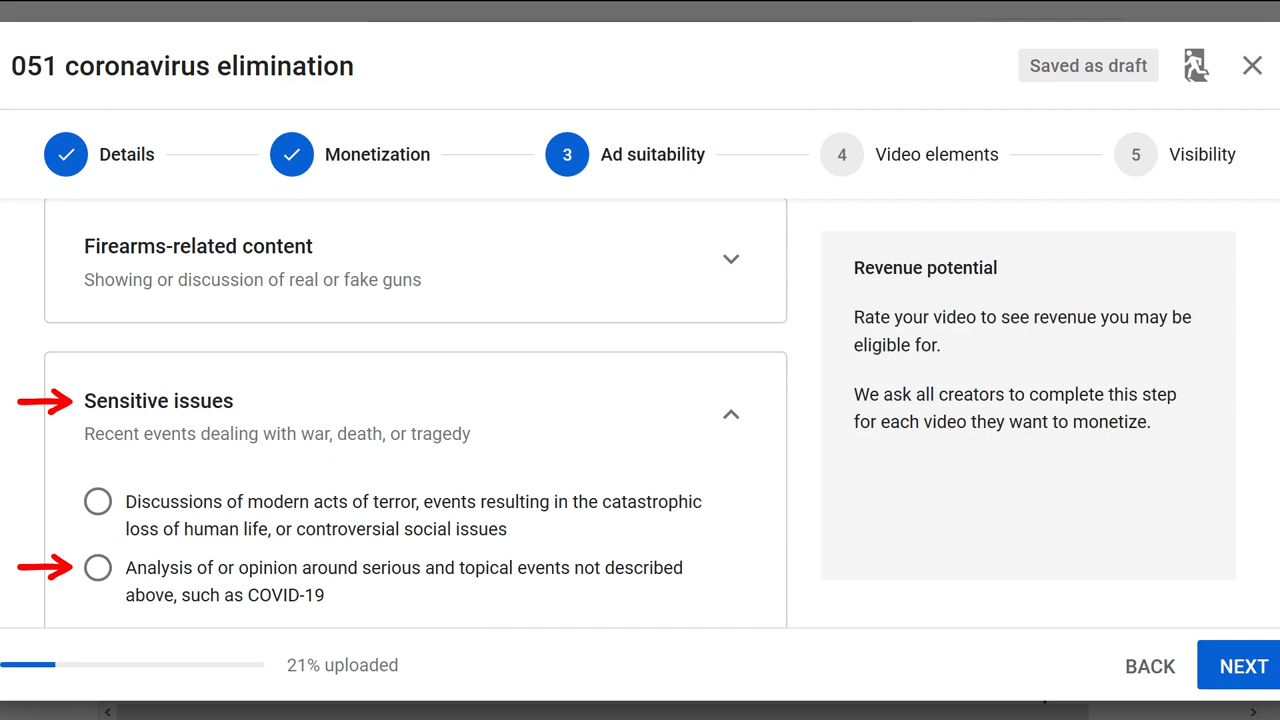 051 coronavirus elimination
Saved as draft
Details
Monetization
3 Ad suitability
4 Video elements
5 Visibility
Firearms-related content
Showing or discussion of real or fake guns
Sensitive issues
Recent events dealing with war, death, or tragedy
Discussions of modern acts of terror, events resulting in the catastrophic
loss of human life, or controversial social issues
Analysis of or opinion around serious and topical events not described
above, such as COVID-19
Revenue potential
Rate your video to see revenue you may be
eligible for.
We ask all creators to complete this step
for each video they want to monetize.
21% uploaded
BACK
NEXT